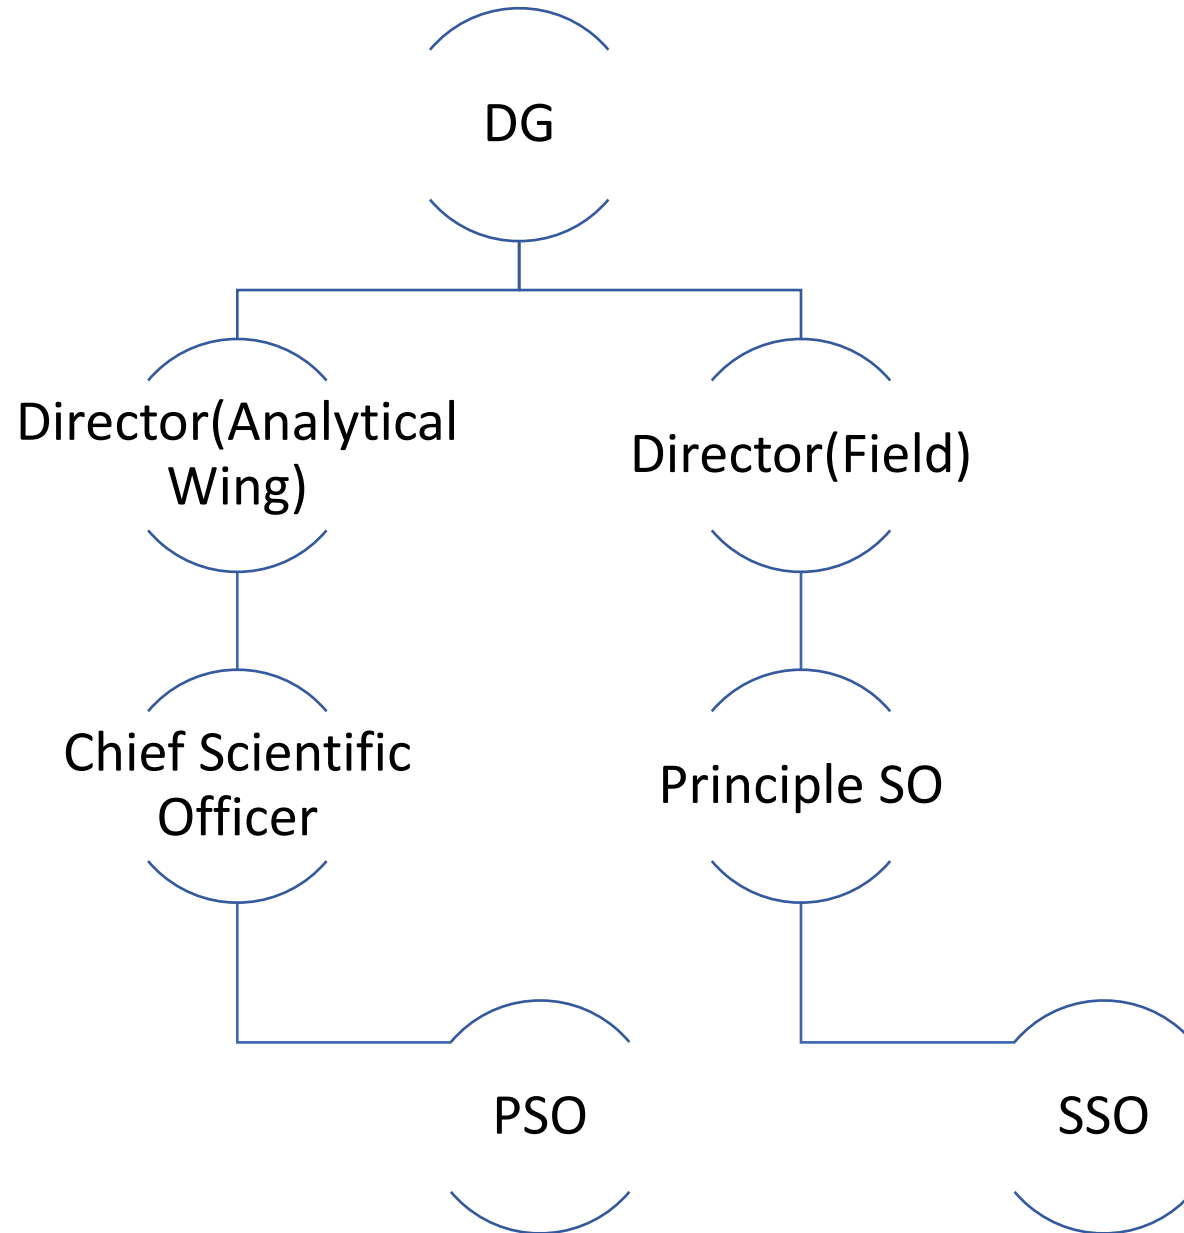 DG
Director(Analytical
Wing)
Director(Field)
Chief Scientific
Officer
Principle SO
PSO
SSO